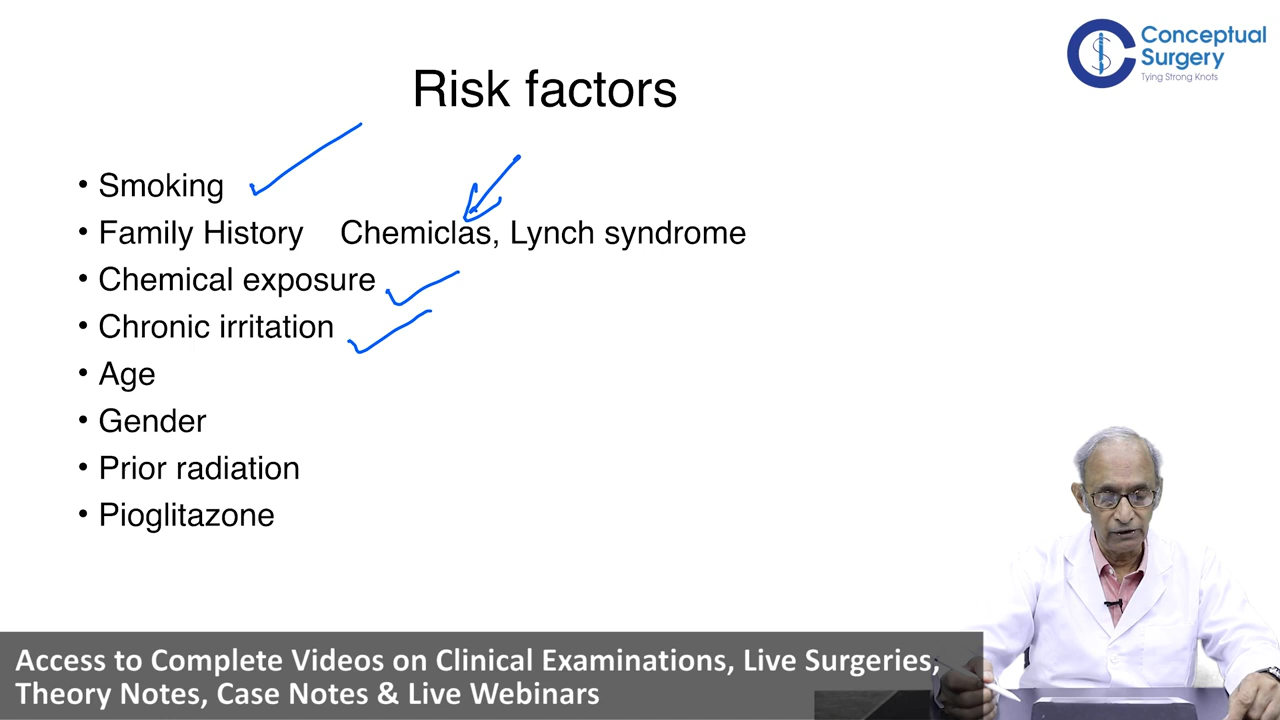 Conceptual
Surgery
Tying Strong Knots
Risk factors
• Smoking
• Family History Chemiclas, Lynch syndrome
• Chemical exposure
• Chronic irritation
• Age
• Gender
• Prior radiation
• Pioglitazone
Access to Complete Videos on Clinical Examinations, Live Surgeries,
Theory Notes, Case Notes & Live Webinars